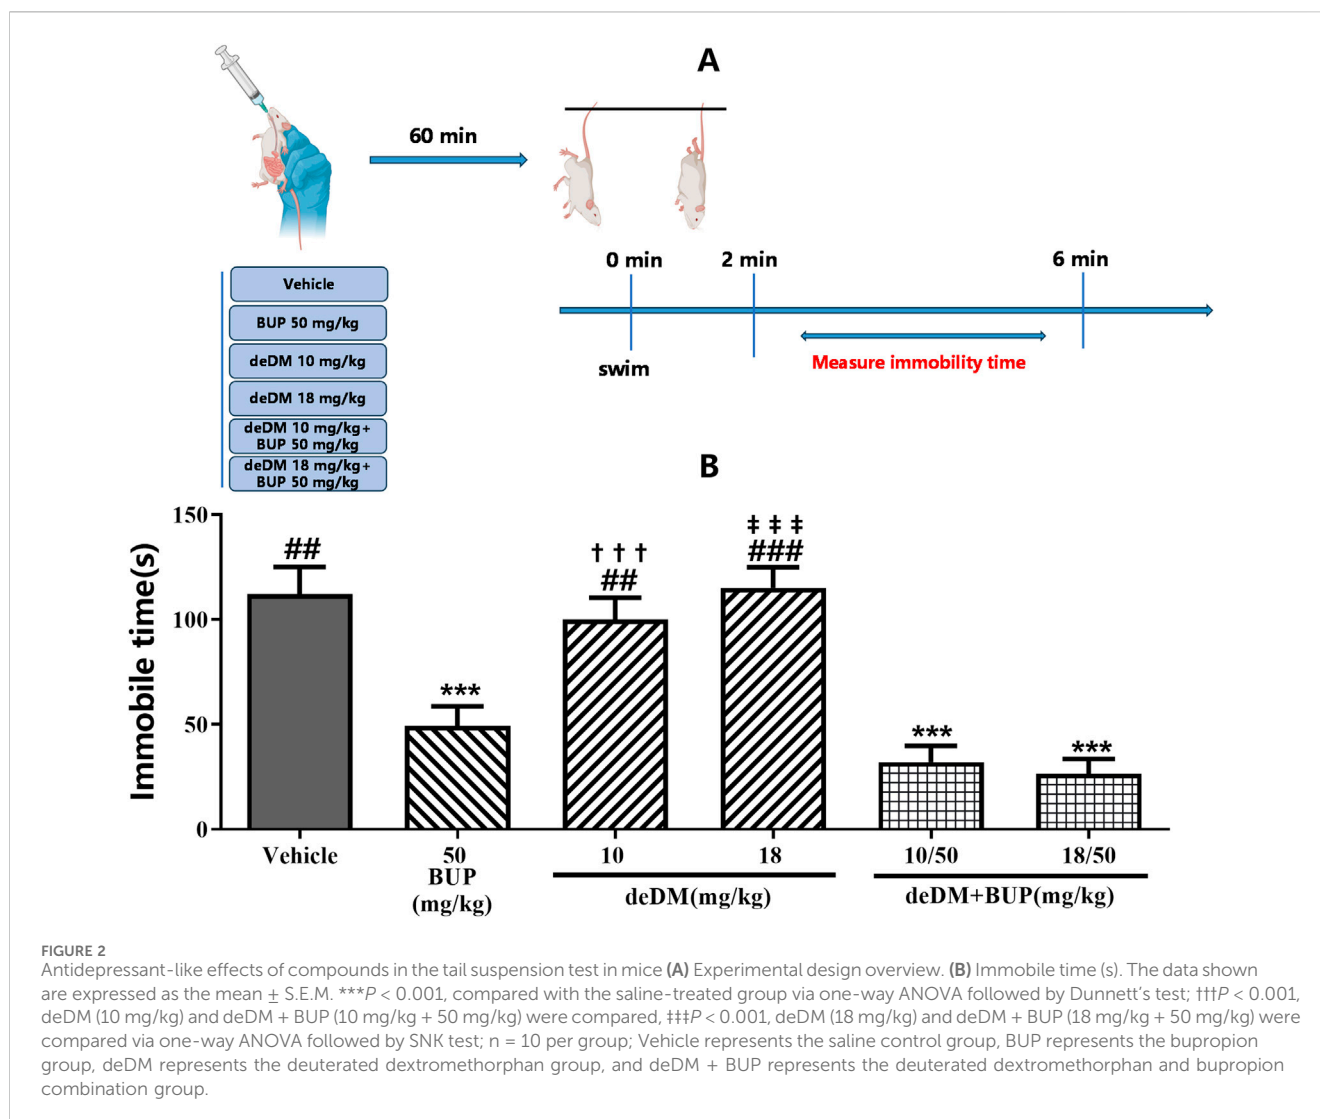 A
60 min
Vehicle
BUP 50 mg/kg
deDM 10 mg/kg
deDM 18 mg/kg
deDM 10 mg/kg+
BUP 50 mg/kg
deDM 18 mg/kg+
BUP 50 mg/kg
0 min
2 min
6 min
swim
Measure immobility time
B
Immobile time(s)
150
100
50
0
##
***
†††
##
‡‡‡
###
***
***
Vehicle
50
BUP
(mg/kg)
10
18
deDM(mg/kg)
10/50
18/50
deDM+BUP(mg/kg)
FIGURE 2
Antidepressant-like effects of compounds in the tail suspension test in mice (A) Experimental design overview. (B) Immobile time (s). The data shown
are expressed as the mean ± S.E.M. ***P < 0.001, compared with the saline-treated group via one-way ANOVA followed by Dunnett's test; †††P < 0.001,
deDM (10 mg/kg) and deDM + BUP (10 mg/kg + 50 mg/kg) were compared, ‡‡‡P < 0.001, deDM (18 mg/kg) and deDM + BUP (18 mg/kg + 50 mg/kg) were
compared via one-way ANOVA followed by SNK test; n = 10 per group; Vehicle represents the saline control group, BUP represents the bupropion
group, deDM represents the deuterated dextromethorphan group, and deDM + BUP represents the deuterated dextromethorphan and bupropion
combination group.